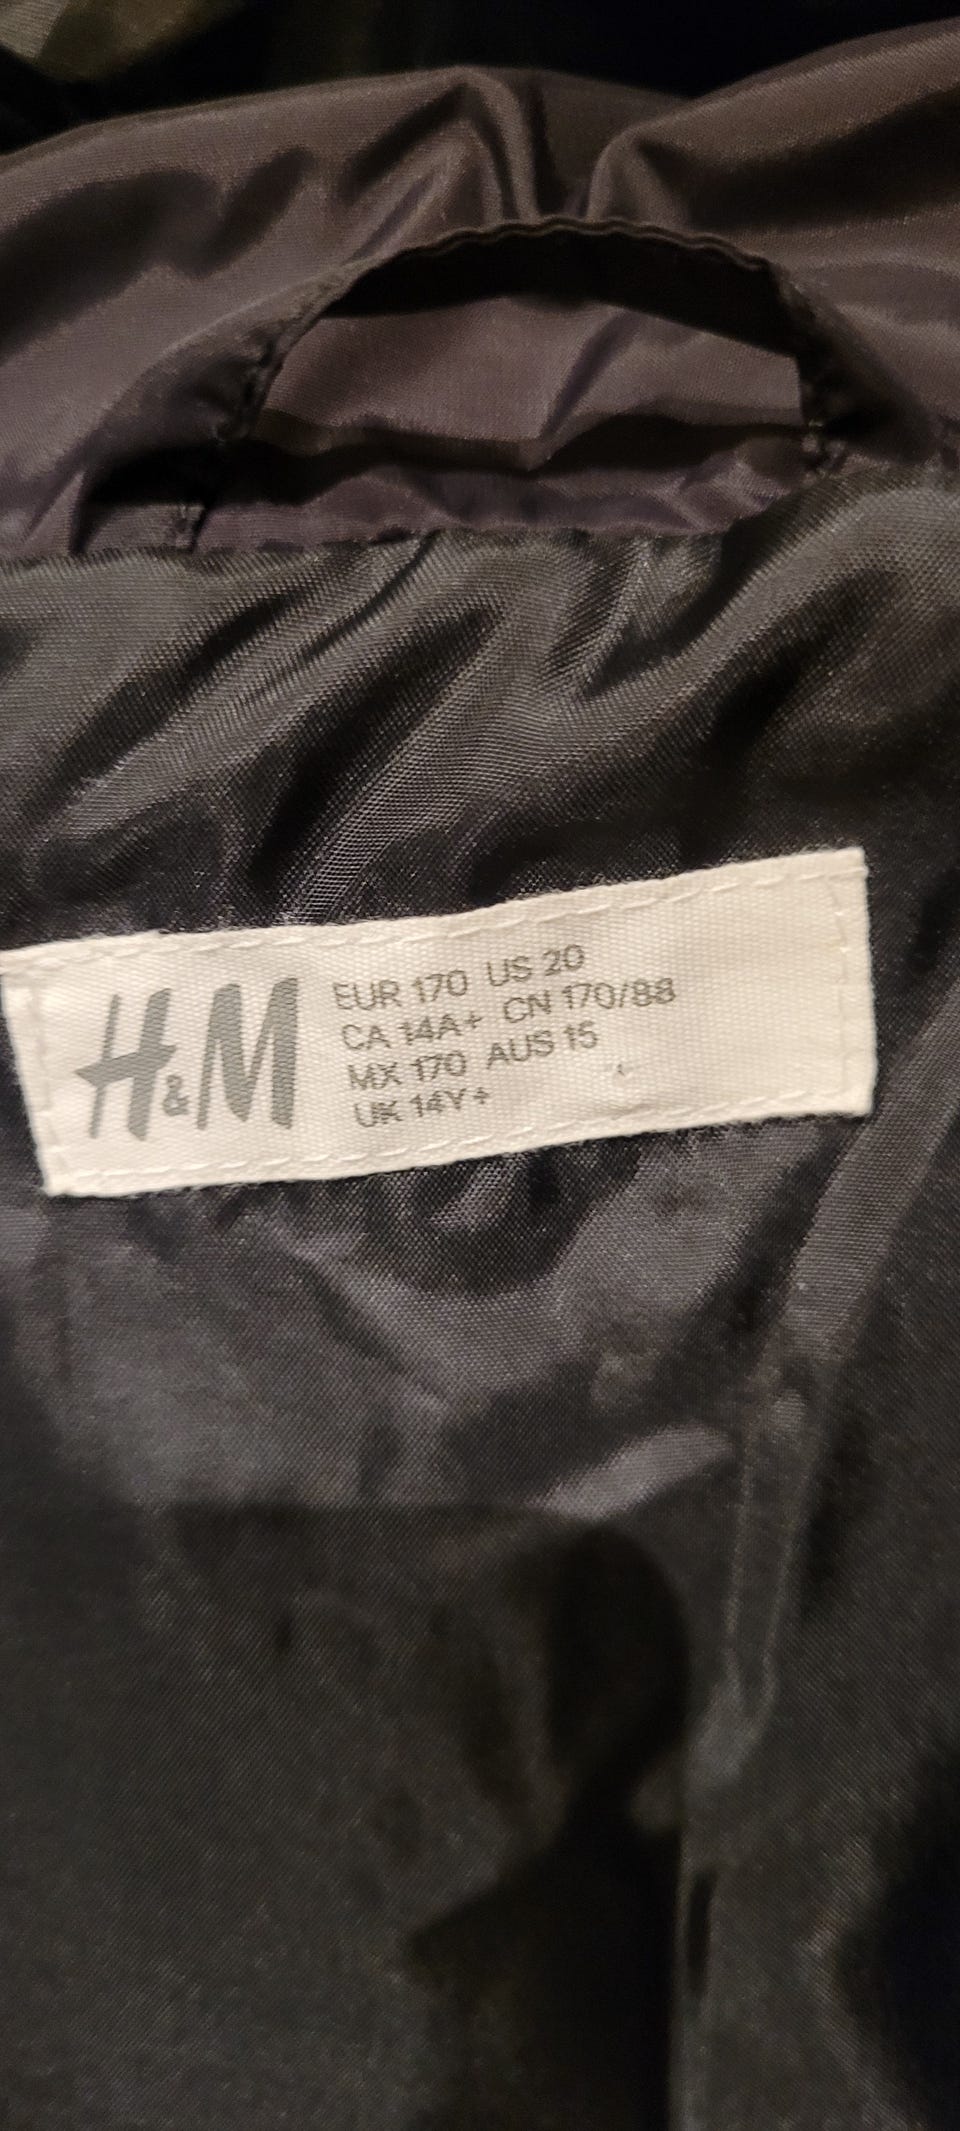 H&M
EUR 170 US 20
CA 14A+ CN 170/88
MX 170 AUS 15
UK 14Y+